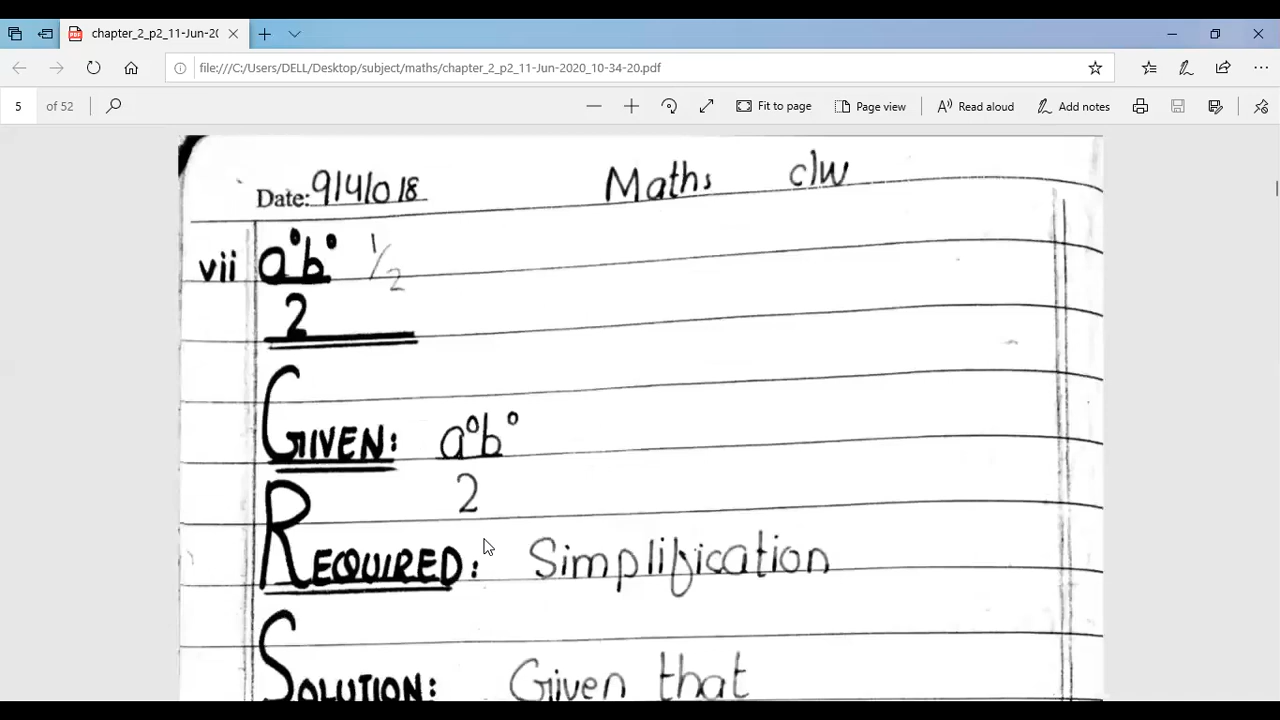 chapter_2_p2_11-Jun-20
file:///C:/Users/DELL/Desktop/subject/maths/chapter_2_p2_11-Jun-2020_10-34-20.pdf
5 of 52 Fit to page Page view Read aloud Add notes
Date: 9/4/018 Maths c/w
vii a⁰b⁰ 1/2
2
GIVEN: a⁰b⁰
2
REQUIRED: Simplification
SOLUTION: Given that